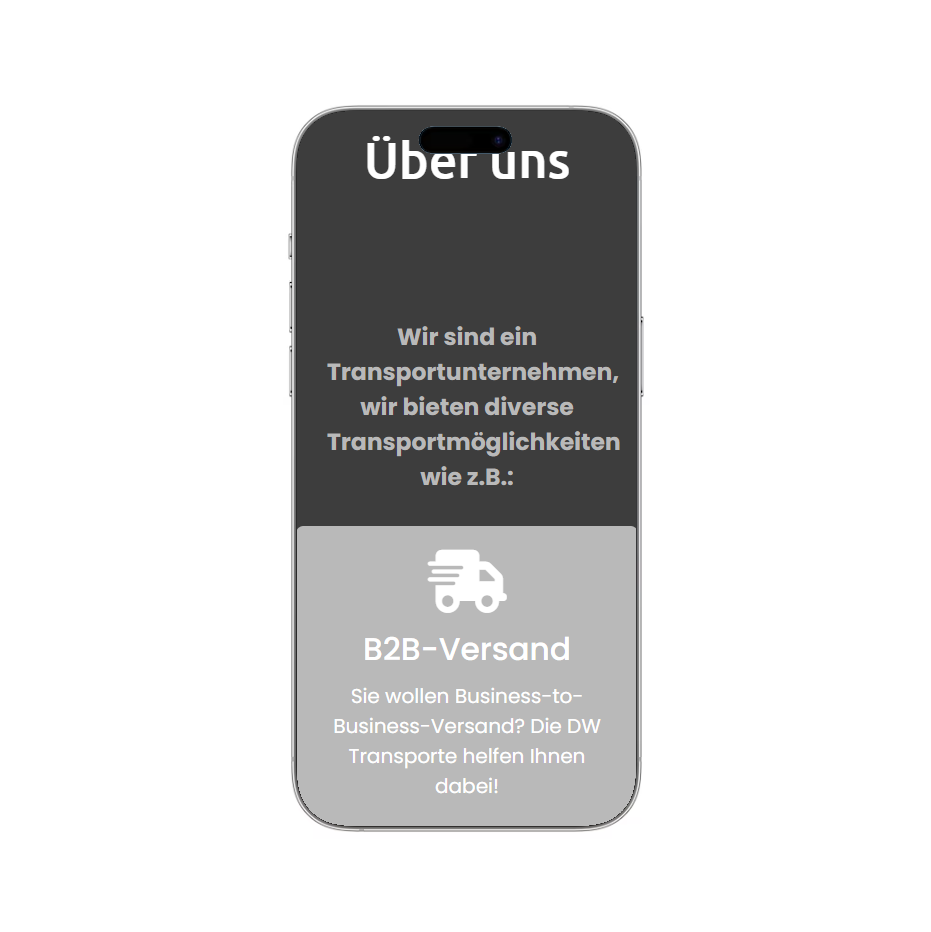 Über uns
Wir sind ein
Transportunternehmen,
wir bieten diverse
Transportmöglichkeiten
wie z.B.:
B2B-Versand
Sie wollen Business-to-
Business-Versand? Die DW
Transporte helfen Ihnen
dabei!